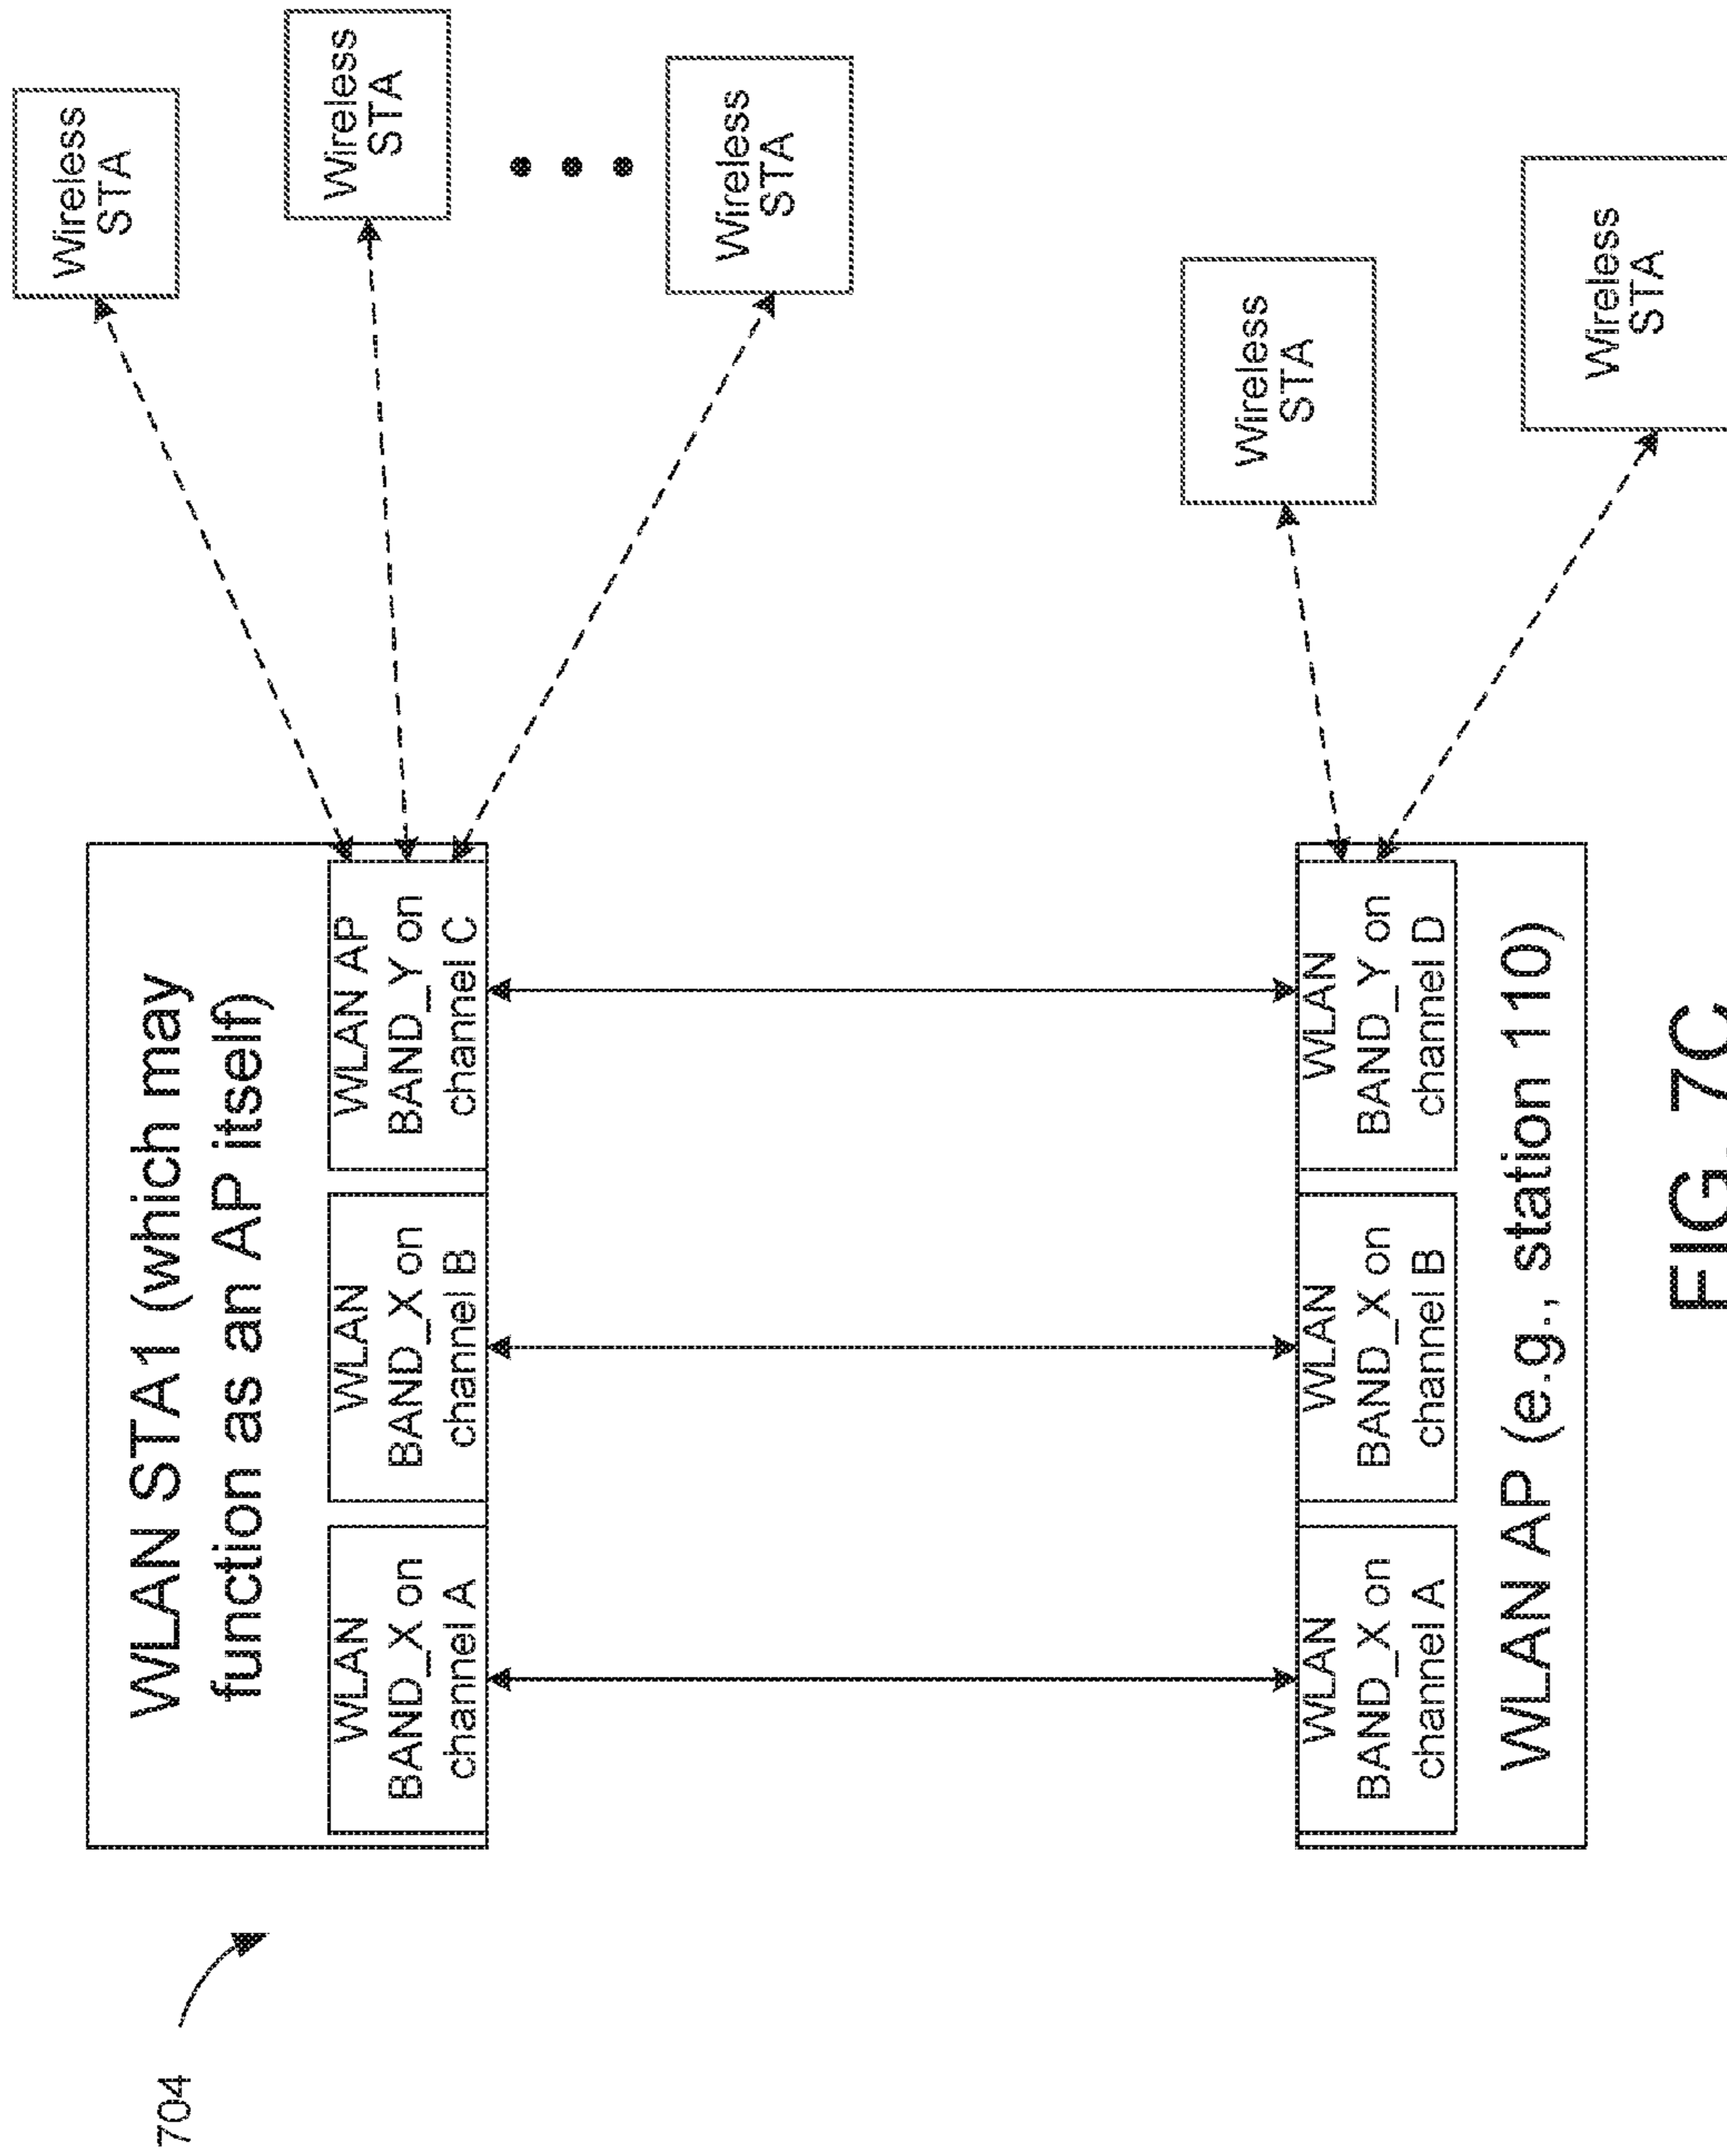 704
WLAN STA1 (which may
function as an AP itself)
WLAN
BAND_X on
channel A
WLAN
BAND_X on
channel B
WLAN AP
BAND_Y on
channel C
Wireless
STA
Wireless
STA
Wireless
STA
WLAN
BAND_X on
channel A
WLAN
BAND_X on
channel B
WLAN
BAND_Y on
channel D
WLAN AP (e.g., station 110)
Wireless
STA
Wireless
STA
FIG. 7C